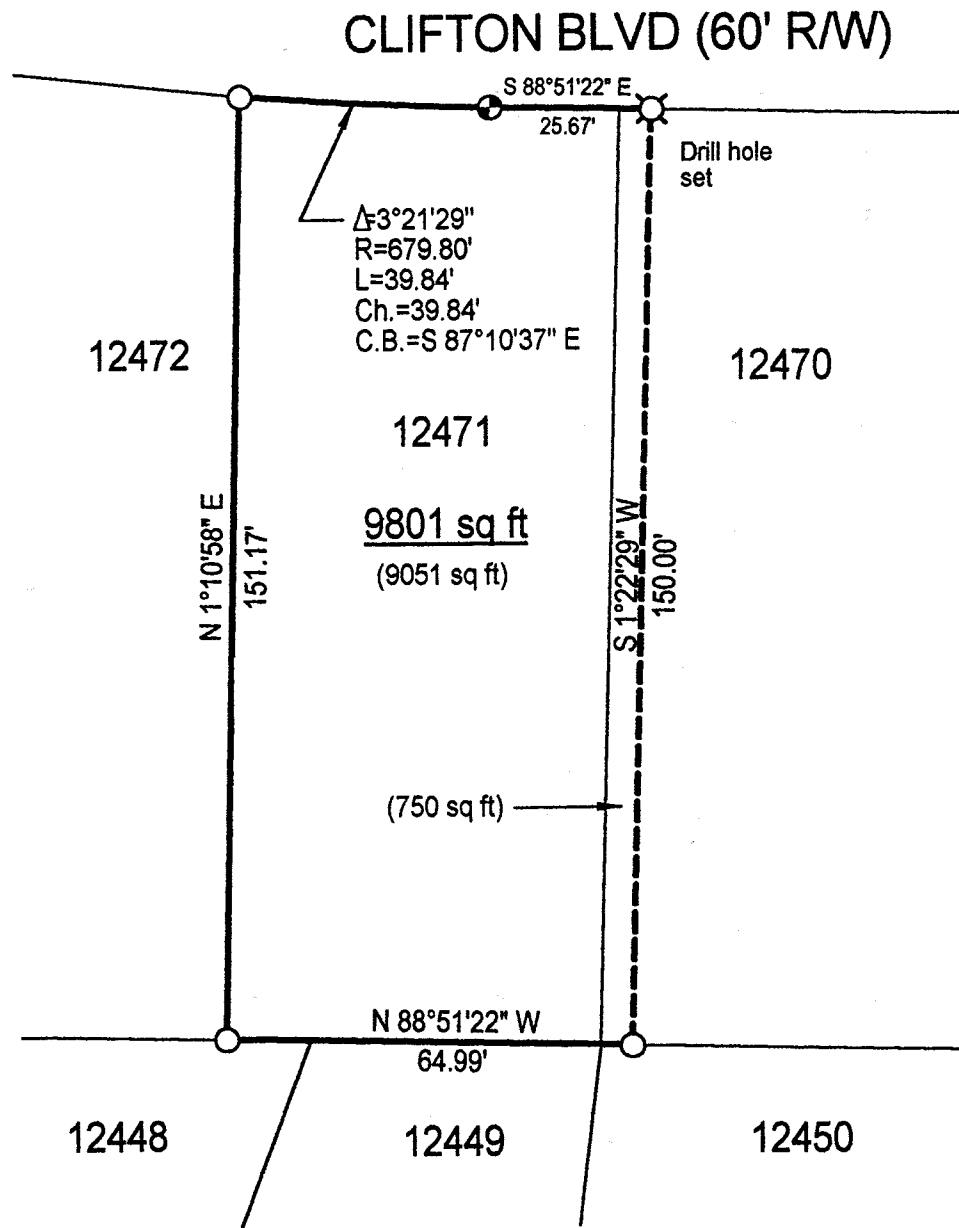 CLIFTON BLVD (60' R/W)
S 88°51'22" E
25.67'
Drill hole
set
Δ=3°21'29"
R=679.80'
L=39.84'
Ch.=39.84'
C.B.=S 87°10'37" E
12472
12470
12471
9801 sq ft
(9051 sq ft)
N 1°10'58" E
151.17'
S 1°22'29" W
150.00'
(750 sq ft)
N 88°51'22" W
64.99'
12448
12449
12450